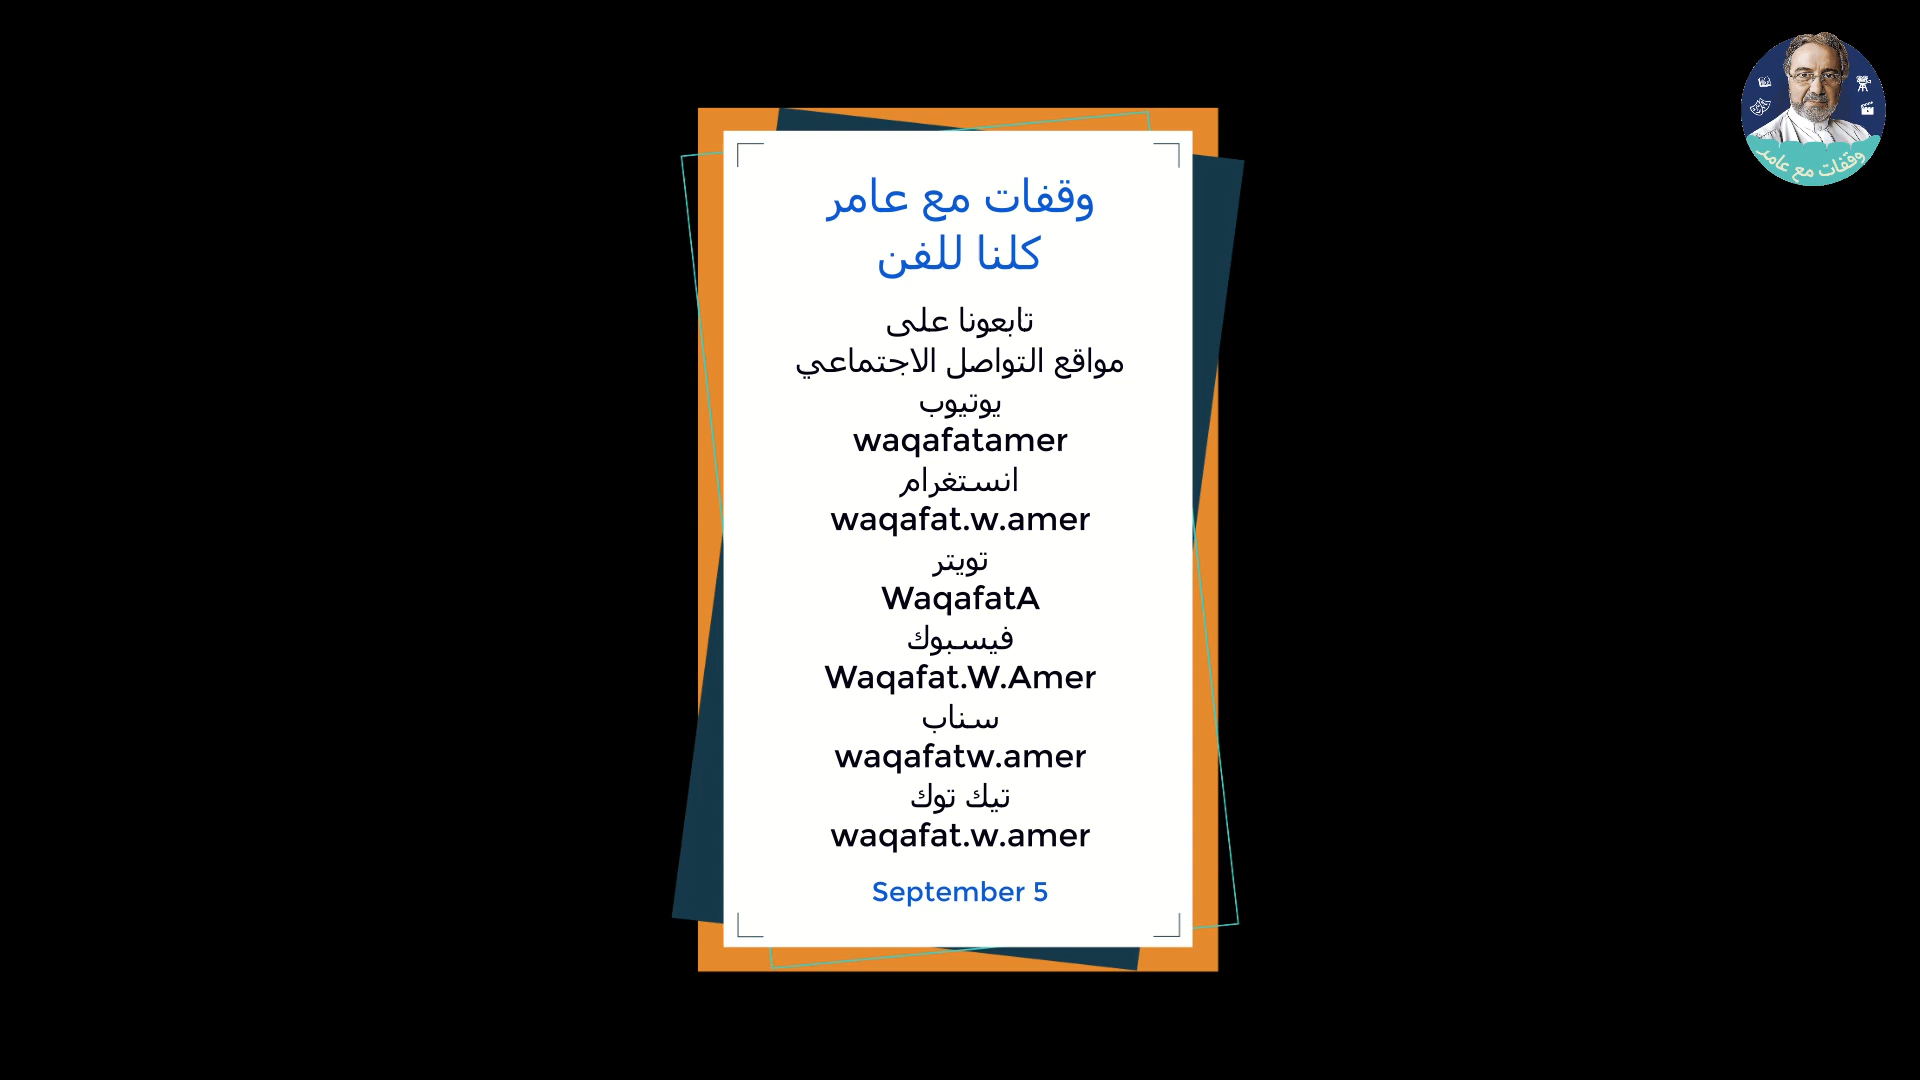 وقفات مع عامر
كلنا للفن
تابعونا على
مواقع التواصل الاجتماعي
يوتيوب
waqafatamer
انستغرام
waqafat.w.amer
تويتر
WaqafatA
فيسبوك
Waqafat.W.Amer
سناب
waqafatw.amer
تيك توك
waqafat.w.amer
September 5
وقفات مع عامر